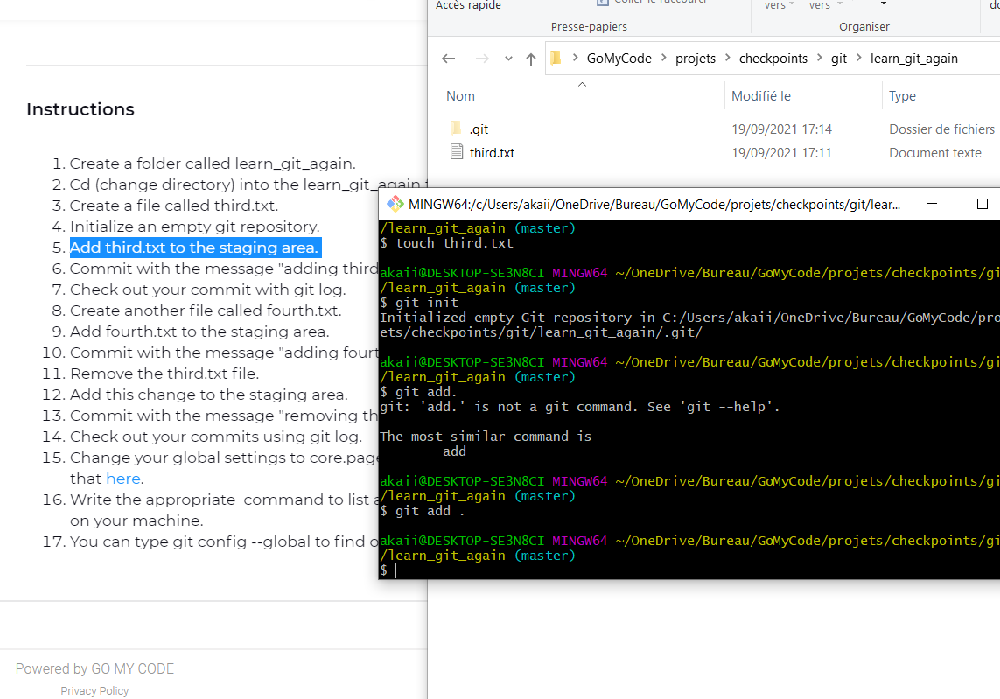 Instructions
1. Create a folder called learn_git_again.
2. Cd (change directory) into the learn_git_again
3. Create a file called third.txt.
4. Initialize an empty git repository.
5. Add third.txt to the staging area.
6. Commit with the message "adding third
7. Check out your commit with git log.
8. Create another file called fourth.txt.
9. Add fourth.txt to the staging area.
10. Commit with the message "adding fourt
11. Remove the third.txt file.
12. Add this change to the staging area.
13. Commit with the message "removing th
14. Check out your commits using git log.
15. Change your global settings to core.page
that here.
16. Write the appropriate  command to list a
on your machine.
17. You can type git config --global to find o
Powered by GO MY CODE
Privacy Policy
Accès rapide
Coller le raccourci
vers
vers
Presse-papiers
Organiser
GoMyCode > projets > checkpoints > git > learn_git_again
Nom
Modifié le
Type
.git
19/09/2021 17:14
Dossier de fichiers
third.txt
19/09/2021 17:11
Document texte
MINGW64:/c/Users/akaii/OneDrive/Bureau/GoMyCode/projets/checkpoints/git/lear...
/learn_git_again (master)
$ touch third.txt
akaii@DESKTOP-SE3N8CI MINGW64 ~/OneDrive/Bureau/GoMyCode/projets/checkpoints/gi
/learn_git_again (master)
$ git init
Initialized empty Git repository in C:/Users/akaii/OneDrive/Bureau/GoMyCode/pro
ets/checkpoints/git/learn_git_again/.git/
akaii@DESKTOP-SE3N8CI MINGW64 ~/OneDrive/Bureau/GoMyCode/projets/checkpoints/gi
/learn_git_again (master)
$ git add.
git: 'add.' is not a git command. See 'git --help'.
The most similar command is
add
akaii@DESKTOP-SE3N8CI MINGW64 ~/OneDrive/Bureau/GoMyCode/projets/checkpoints/gi
/learn_git_again (master)
$ git add .
akaii@DESKTOP-SE3N8CI MINGW64 ~/OneDrive/Bureau/GoMyCode/projets/checkpoints/gi
/learn_git_again (master)
$